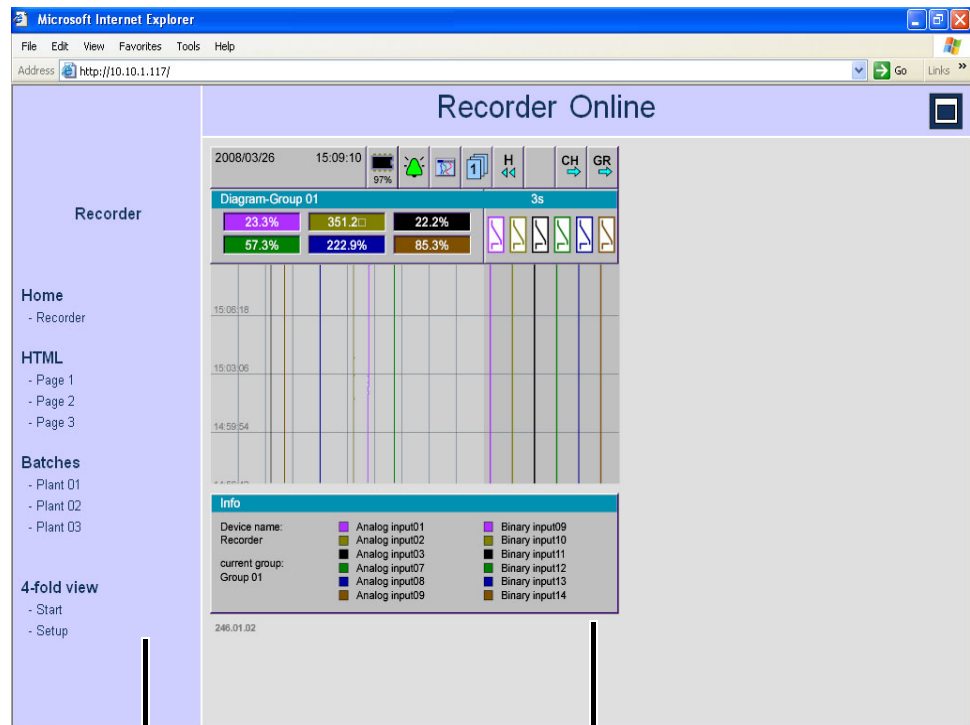 Microsoft Internet Explorer
File Edit View Favorites Tools Help
Address http://10.10.1.117/ Go Links »
Recorder Online
Recorder
Home
- Recorder
HTML
- Page 1
- Page 2
- Page 3
Batches
- Plant 01
- Plant 02
- Plant 03
4-fold view
- Start
- Setup
2008/03/26 15:09:10 97% 1 H CH GR
Diagram-Group 01 3s
23.3% 351.2□ 22.2%
57.3% 222.9% 85.3%
15:03:06
14:59:54
Info
Device name:
Recorder
current group:
Group 01
Analog input01
Analog input02
Analog input03
Analog input07
Analog input08
Analog input09
Binary input09
Binary input10
Binary input11
Binary input12
Binary input13
Binary input14
246.01.02